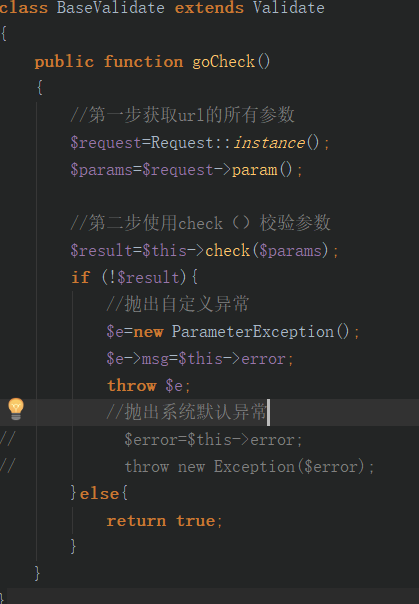 class BaseValidate extends Validate
{
public function goCheck()
{
//第一步获取url的所有参数
$request=Request::instance();
$params=$request->param();
//第二步使用check（）校验参数
$result=$this->check($params);
if (!$result){
//抛出自定义异常
$e=new ParameterException();
$e->msg=$this->error;
throw $e;
//抛出系统默认异常
// $error=$this->error;
// throw new Exception($error);
}else{
return true;
}
}
}